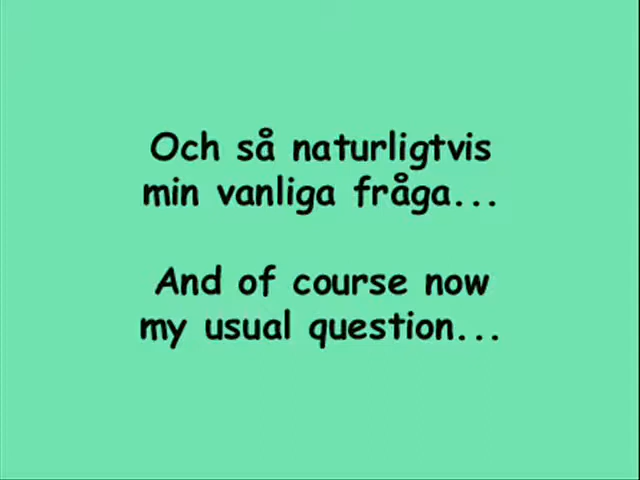 Och så naturligtvis
min vanliga fråga...
And of course now
my usual question...